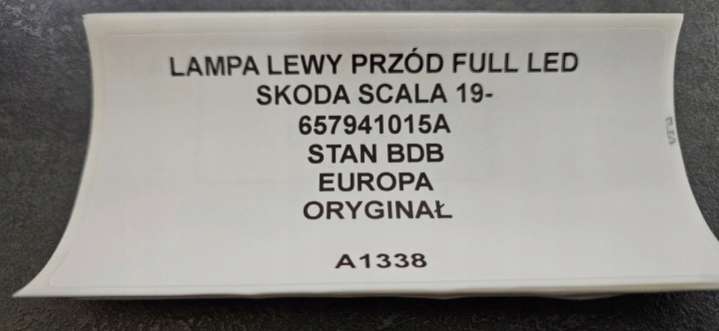 LAMPA LEWY PRZÓD FULL LED
SKODA SCALA 19-
657941015A
STAN BDB
EUROPA
ORYGINAŁ
A1338